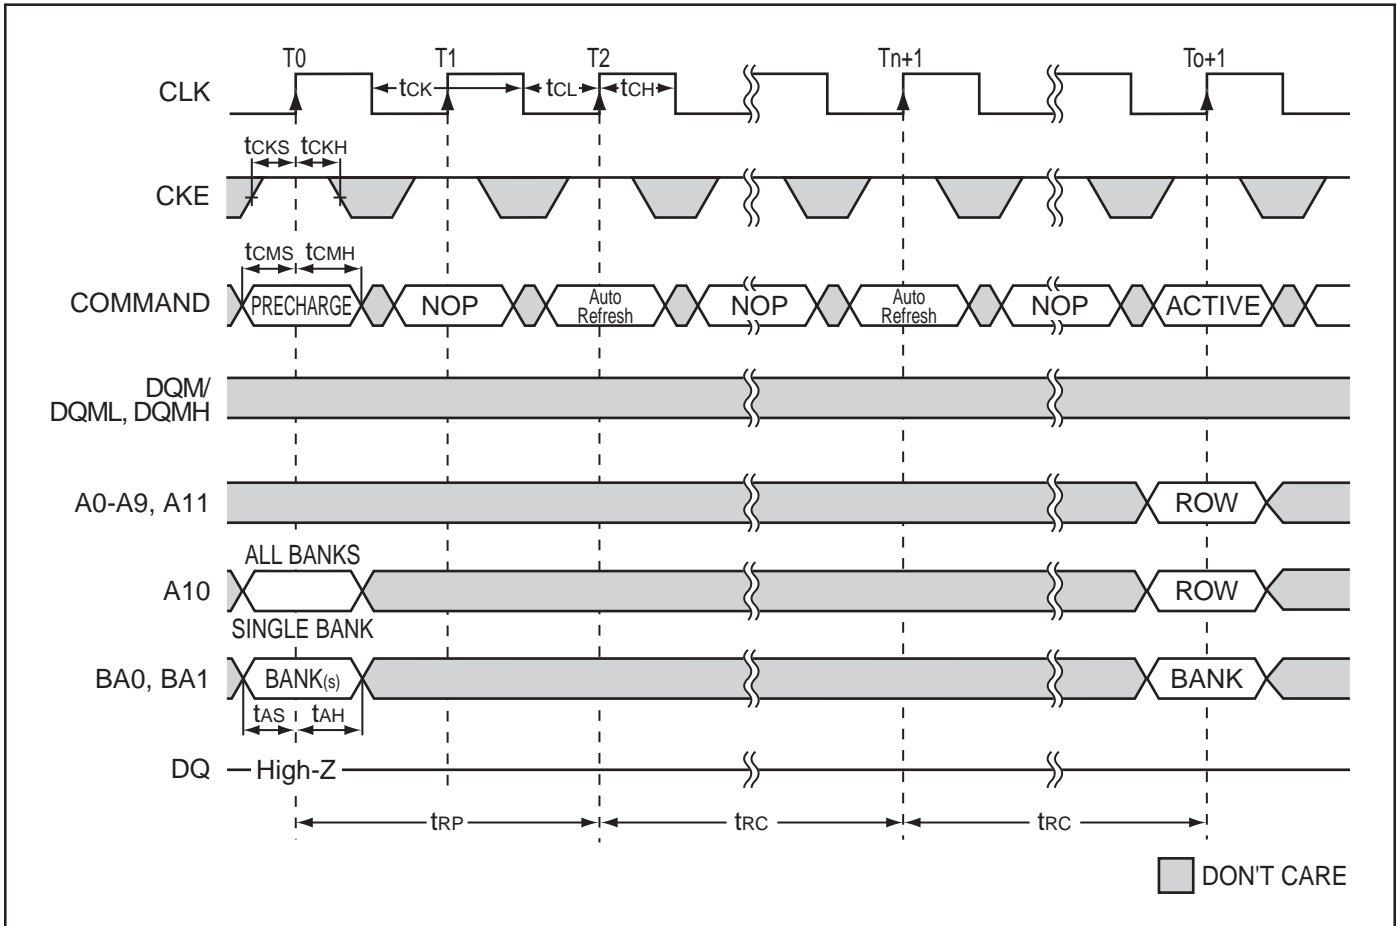 T0 T1 T2 Tn+1 To+1
CLK tCK tCL tCH
tCKS tCKH
CKE
tCMS tCMH
COMMAND PRECHARGE NOP Auto Refresh NOP Auto Refresh NOP ACTIVE
DQM/
DQML, DQMH
A0-A9, A11 ROW
ALL BANKS
A10 ROW
SINGLE BANK
BA0, BA1 BANK(s) BANK
tAS tAH
DQ High-Z
tRP tRC tRC
DON'T CARE